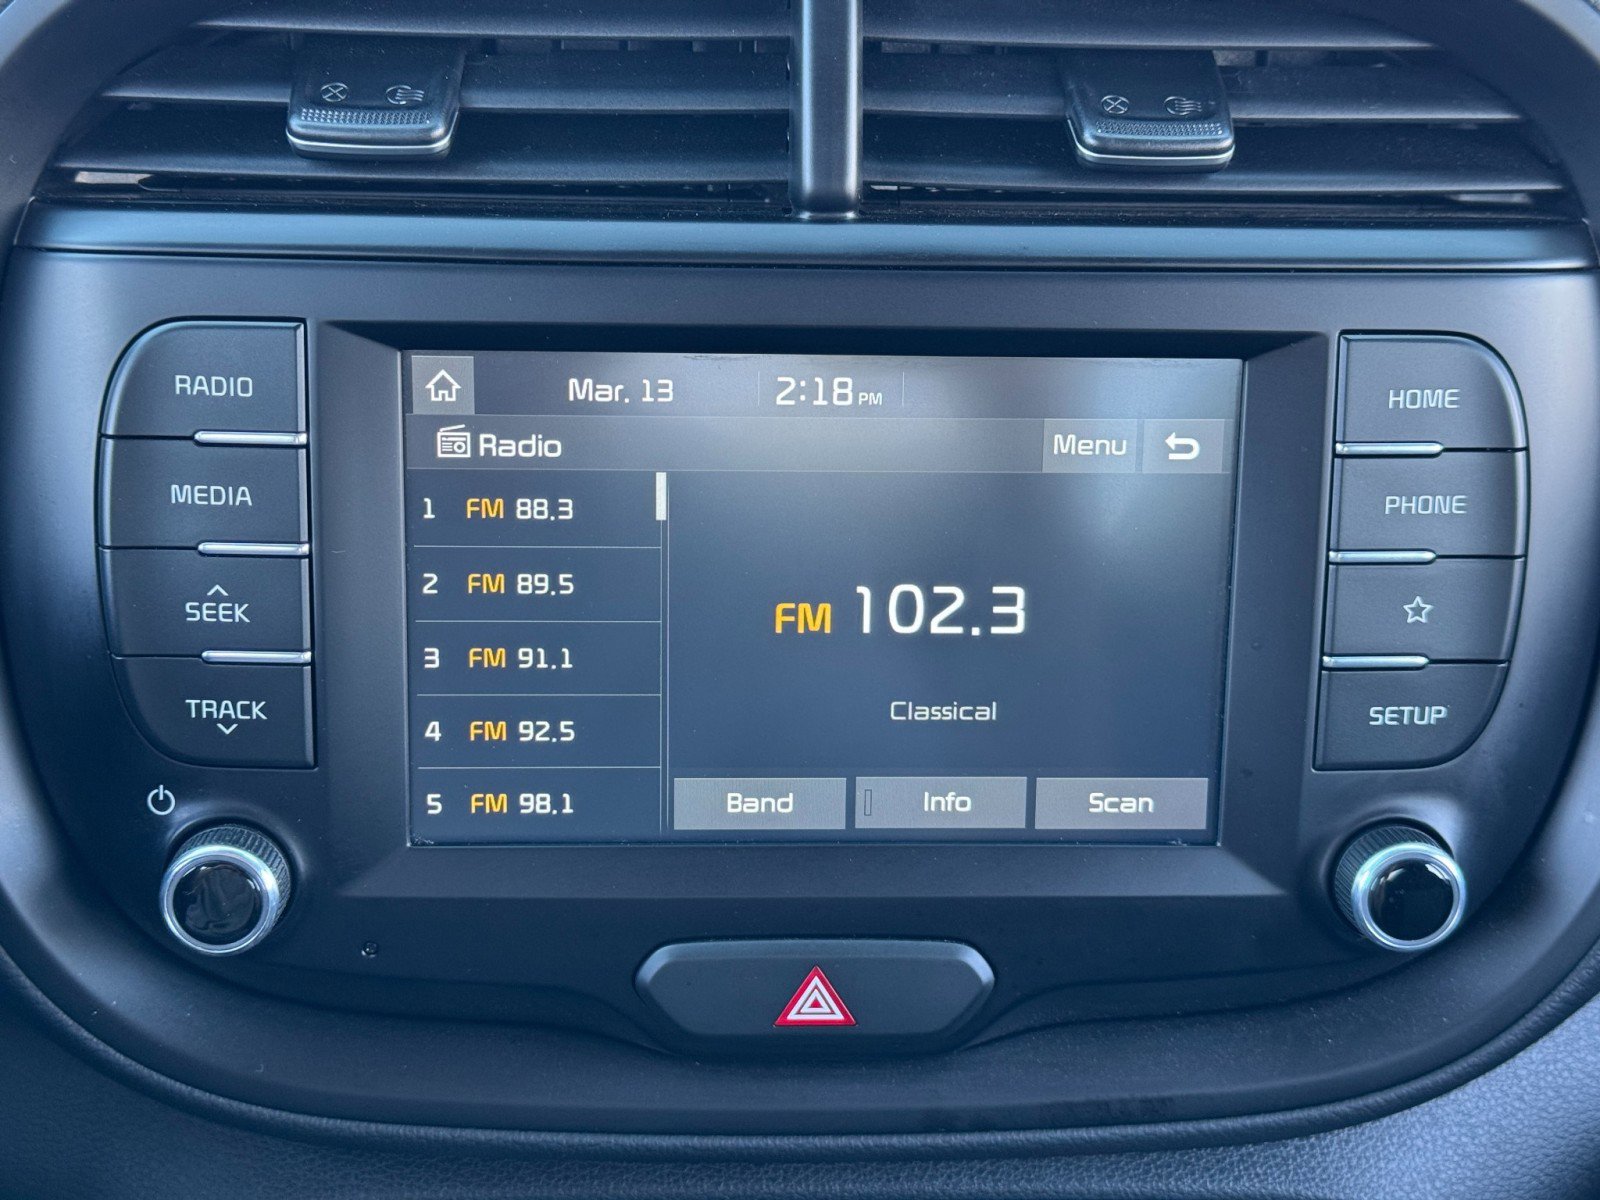 Mar. 13 2:18 PM
RADIO
HOME
Radio Menu
MEDIA
PHONE
1 FM 88.3
2 FM 89.5
3 FM 91.1
4 FM 92.5
5 FM 98.1
FM 102.3
Classical
SEEK
TRACK
SETUP
Band Info Scan